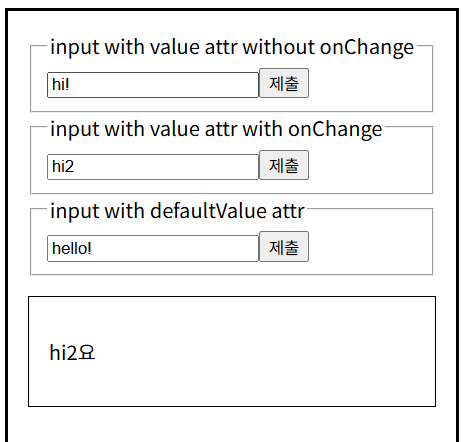 input with value attr without onChange
hi! 제출
input with value attr with onChange
hi2 제출
input with defaultValue attr
hello! 제출
hi2요